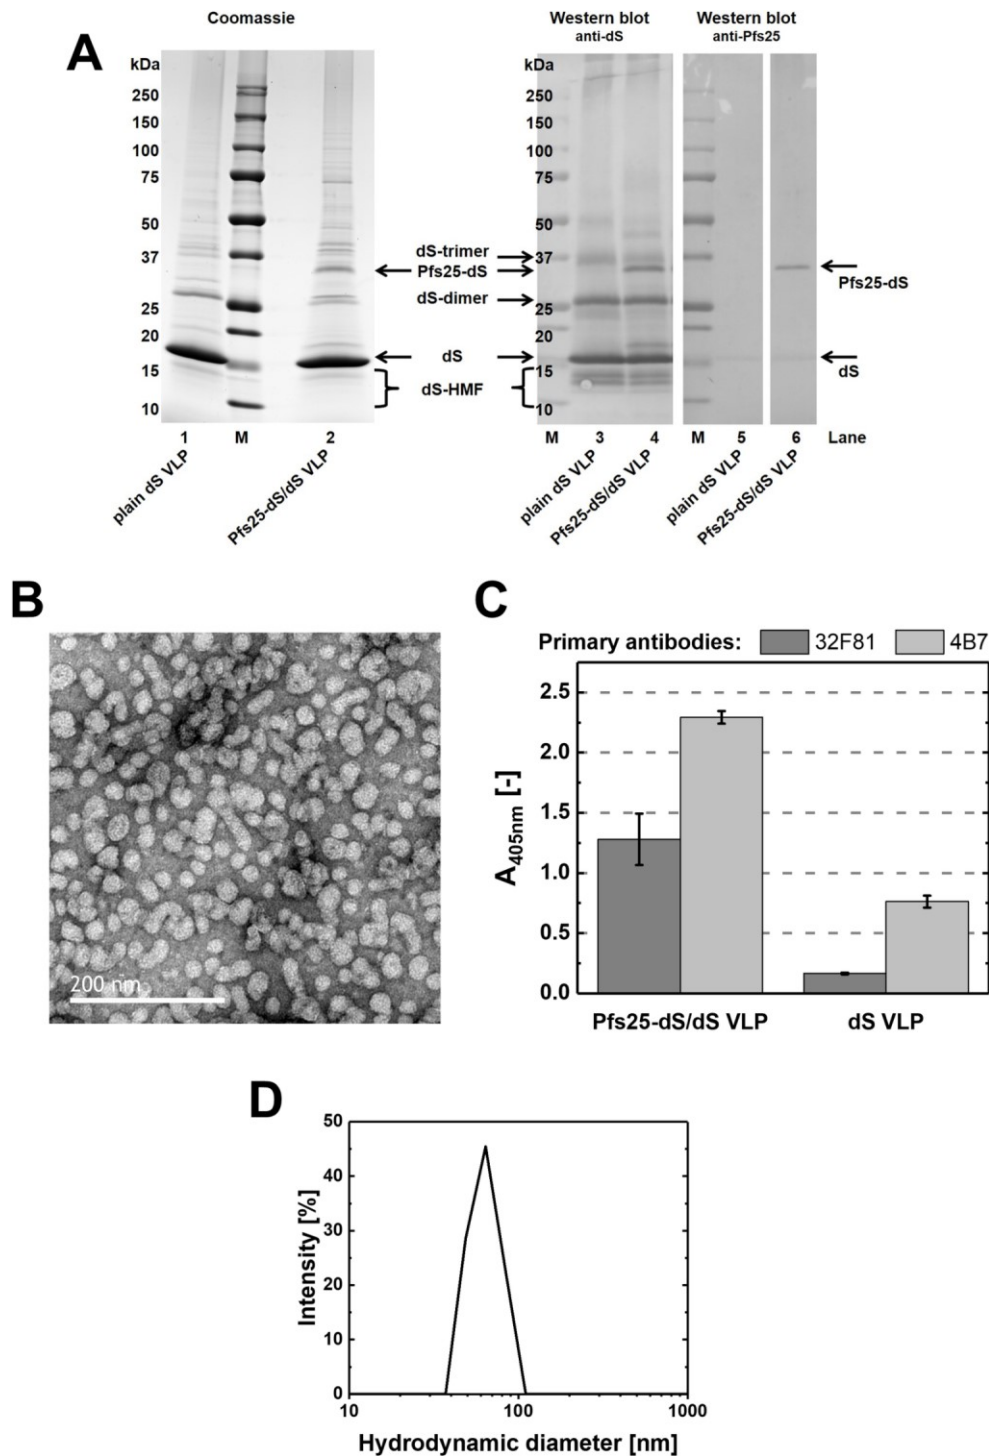 A
Coomassie
Western blot
anti-dS
Western blot
anti-Pfs25
kDa
250
150
100
75
50
37
25
20
15
10
dS-trimer
Pfs25-dS
dS-dimer
dS
dS-HMF
kDa
250
150
100
75
50
37
25
20
15
10
Pfs25-dS
dS
1 M 2
M 3 4 M 5 6 Lane
plain dS VLP
Pfs25-dS/dS VLP
plain dS VLP
Pfs25-dS/dS VLP
plain dS VLP
Pfs25-dS/dS VLP
B
200 nm
C
Primary antibodies: 32F81 4B7
2.5
2.0
1.5
1.0
0.5
0.0
A405nm [-]
Pfs25-dS/dS VLP dS VLP
D
50
40
30
20
10
0
Intensity [%]
10 100 1000
Hydrodynamic diameter [nm]